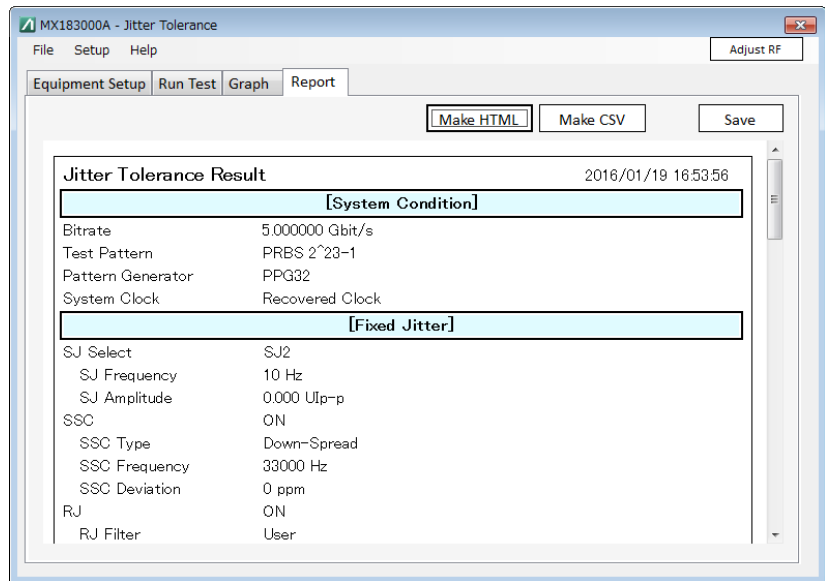 MX183000A - Jitter Tolerance
File Setup Help
Adjust RF
Equipment Setup Run Test Graph Report
Make HTML Make CSV Save
Jitter Tolerance Result 2016/01/19 16:53:56
[System Condition]
Bitrate 5.000000 Gbit/s
Test Pattern PRBS 2^23-1
Pattern Generator PPG32
System Clock Recovered Clock
[Fixed Jitter]
SJ Select SJ2
SJ Frequency 10 Hz
SJ Amplitude 0.000 UIp-p
SSC ON
SSC Type Down-Spread
SSC Frequency 33000 Hz
SSC Deviation 0 ppm
RJ ON
RJ Filter User